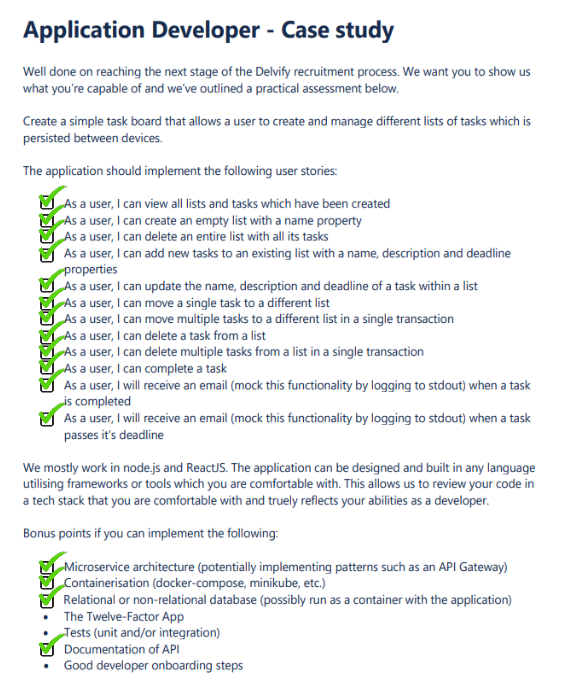 Application Developer - Case study
Well done on reaching the next stage of the Delvify recruitment process. We want you to show us
what you're capable of and we've outlined a practical assessment below.
Create a simple task board that allows a user to create and manage different lists of tasks which is
persisted between devices.
The application should implement the following user stories:
As a user, I can view all lists and tasks which have been created
As a user, I can create an empty list with a name property
As a user, I can delete an entire list with all its tasks
As a user, I can add new tasks to an existing list with a name, description and deadline
properties
As a user, I can update the name, description and deadline of a task within a list
As a user, I can move a single task to a different list
As a user, I can move multiple tasks to a different list in a single transaction
As a user, I can delete a task from a list
As a user, I can delete multiple tasks from a list in a single transaction
As a user, I can complete a task
As a user, I will receive an email (mock this functionality by logging to stdout) when a task
is completed
As a user, I will receive an email (mock this functionality by logging to stdout) when a task
passes it's deadline
We mostly work in node.js and ReactJS. The application can be designed and built in any language
utilising frameworks or tools which you are comfortable with. This allows us to review your code in
a tech stack that you are comfortable with and truely reflects your abilities as a developer.
Bonus points if you can implement the following:
Microservice architecture (potentially implementing patterns such as an API Gateway)
Containerisation (docker-compose, minikube, etc.)
Relational or non-relational database (possibly run as a container with the application)
• The Twelve-Factor App
• Tests (unit and/or integration)
Documentation of API
• Good developer onboarding steps